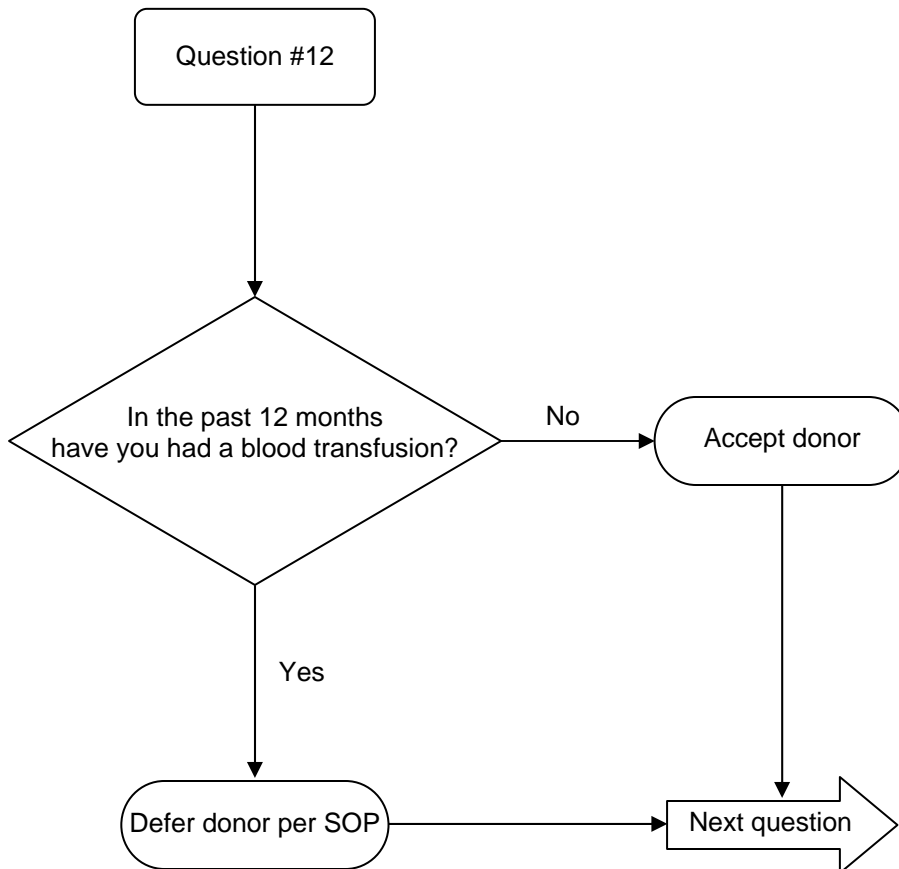 Question #12
In the past 12 months
have you had a blood transfusion?
No
Accept donor
Yes
Defer donor per SOP
Next question